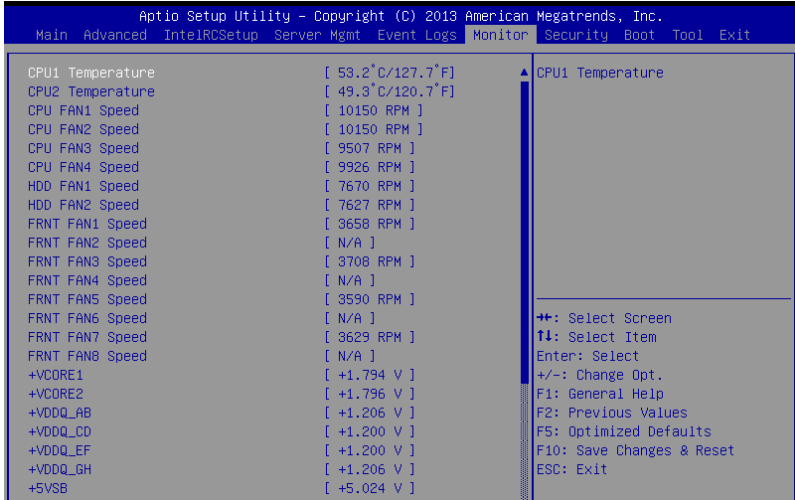 Aptio Setup Utility - Copyright (C) 2013 American Megatrends, Inc.
Main Advanced IntelRCSetup Server Mgmt Event Logs Monitor Security Boot Tool Exit
CPU1 Temperature [ 53.2°C/127.7°F]
CPU2 Temperature [ 49.3°C/120.7°F]
CPU FAN1 Speed [ 10150 RPM ]
CPU FAN2 Speed [ 10150 RPM ]
CPU FAN3 Speed [ 9507 RPM ]
CPU FAN4 Speed [ 9926 RPM ]
HDD FAN1 Speed [ 7670 RPM ]
HDD FAN2 Speed [ 7627 RPM ]
FRNT FAN1 Speed [ 3658 RPM ]
FRNT FAN2 Speed [ N/A ]
FRNT FAN3 Speed [ 3708 RPM ]
FRNT FAN4 Speed [ N/A ]
FRNT FAN5 Speed [ 3590 RPM ]
FRNT FAN6 Speed [ N/A ]
FRNT FAN7 Speed [ 3629 RPM ]
FRNT FAN8 Speed [ N/A ]
+VCORE1 [ +1.794 V ]
+VCORE2 [ +1.796 V ]
+VDDQ_AB [ +1.206 V ]
+VDDQ_CD [ +1.200 V ]
+VDDQ_EF [ +1.200 V ]
+VDDQ_GH [ +1.206 V ]
+5VSB [ +5.024 V ]
CPU1 Temperature
→←: Select Screen
↑↓: Select Item
Enter: Select
+/-: Change Opt.
F1: General Help
F2: Previous Values
F5: Optimized Defaults
F10: Save Changes & Reset
ESC: Exit